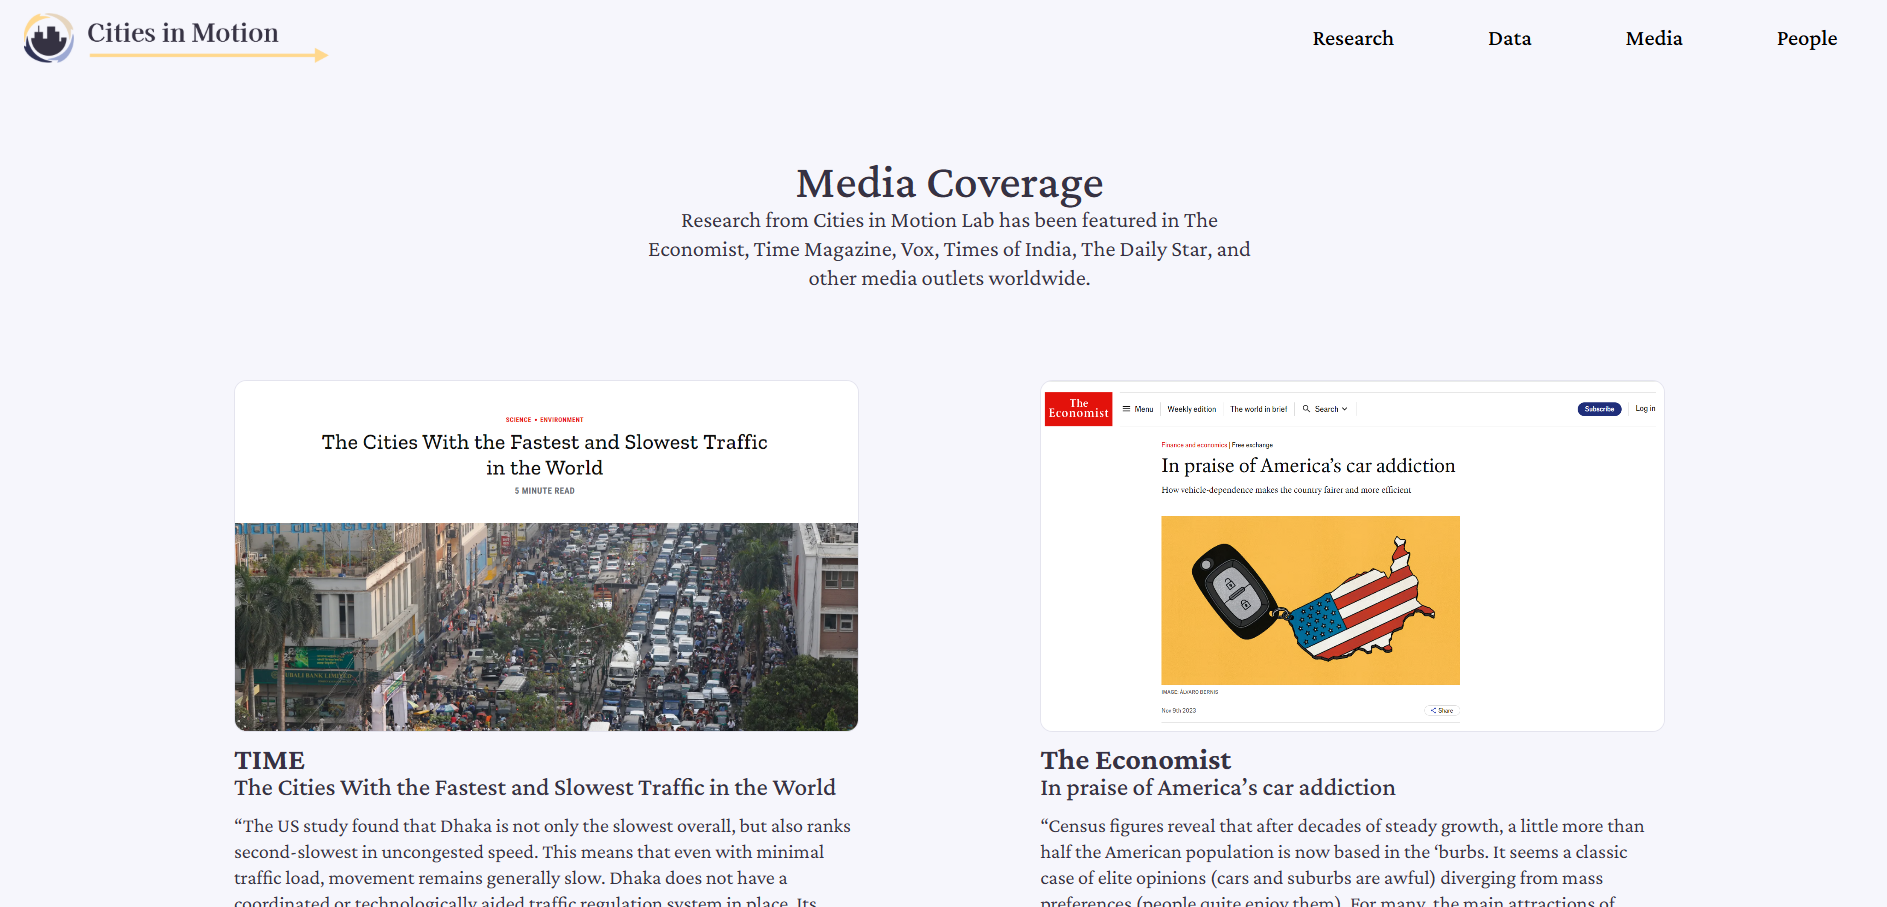 Cities in Motion
Research
Data
Media
People
Media Coverage
Research from Cities in Motion Lab has been featured in The
Economist, Time Magazine, Vox, Times of India, The Daily Star, and
other media outlets worldwide.
SCIENCE • ENVIRONMENT
The Cities With the Fastest and Slowest Traffic
in the World
5 MINUTE READ
TIME
The Cities With the Fastest and Slowest Traffic in the World
“The US study found that Dhaka is not only the slowest overall, but also ranks
second-slowest in uncongested speed. This means that even with minimal
traffic load, movement remains generally slow. Dhaka does not have a
coordinated or technologically aided traffic regulation system in place. Its
The
Economist
Menu
Weekly edition
The world in brief
Search
Subscribe
Log in
Finance and economics | Free exchange
In praise of America’s car addiction
How vehicle-dependence makes the country fairer and more efficient
IMAGE: ÁLVARO BERNIS
Nov 9th 2023
Share
The Economist
In praise of America’s car addiction
“Census figures reveal that after decades of steady growth, a little more than
half the American population is now based in the ‘burbs. It seems a classic
case of elite opinions (cars and suburbs are awful) diverging from mass
preferences (people quite enjoy them). For many, the main attractions of